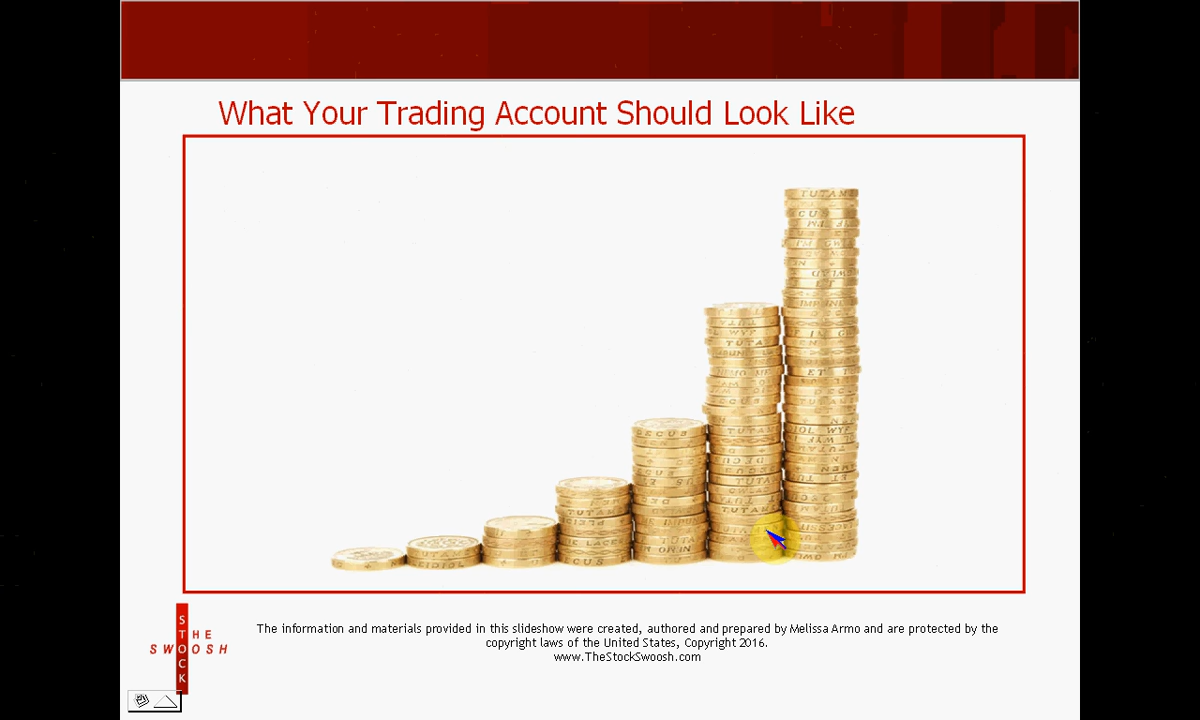 What Your Trading Account Should Look Like
The information and materials provided in this slideshow were created, authored and prepared by Melissa Armo and are protected by the
copyright laws of the United States, Copyright 2016.
www.TheStockSwoosh.com
THE
STOCK
SWOOSH